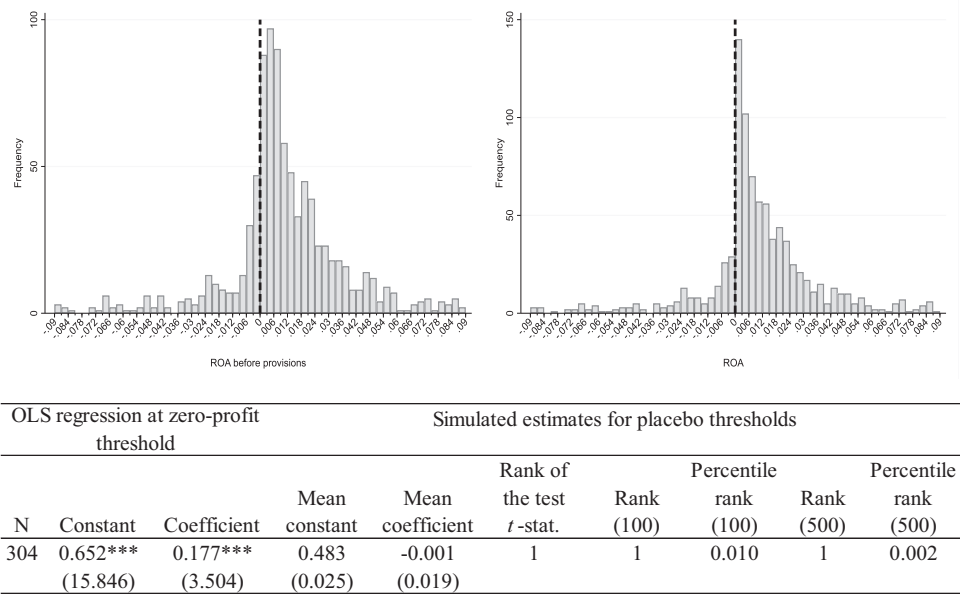 100
50
0
Frequency
-.09 -.084 -.078 -.072 -.066 -.06 -.054 -.048 -.042 -.036 -.03 -.024 -.018 -.012 -.006 0 .006 .012 .018 .024 .03 .036 .042 .048 .054 .06 .066 .072 .078 .084 .09
ROA before provisions
150
100
50
0
Frequency
-.09 -.084 -.078 -.072 -.066 -.06 -.054 -.048 -.042 -.036 -.03 -.024 -.018 -.012 -.006 0 .006 .012 .018 .024 .03 .036 .042 .048 .054 .06 .066 .072 .078 .084 .09
ROA
OLS regression at zero-profit
threshold
Simulated estimates for placebo thresholds
Rank of Percentile Percentile
Mean Mean the test Rank rank Rank rank
N Constant Coefficient constant coefficient t-stat. (100) (100) (500) (500)
304 0.652*** 0.177*** 0.483 -0.001 1 1 0.010 1 0.002
(15.846) (3.504) (0.025) (0.019)